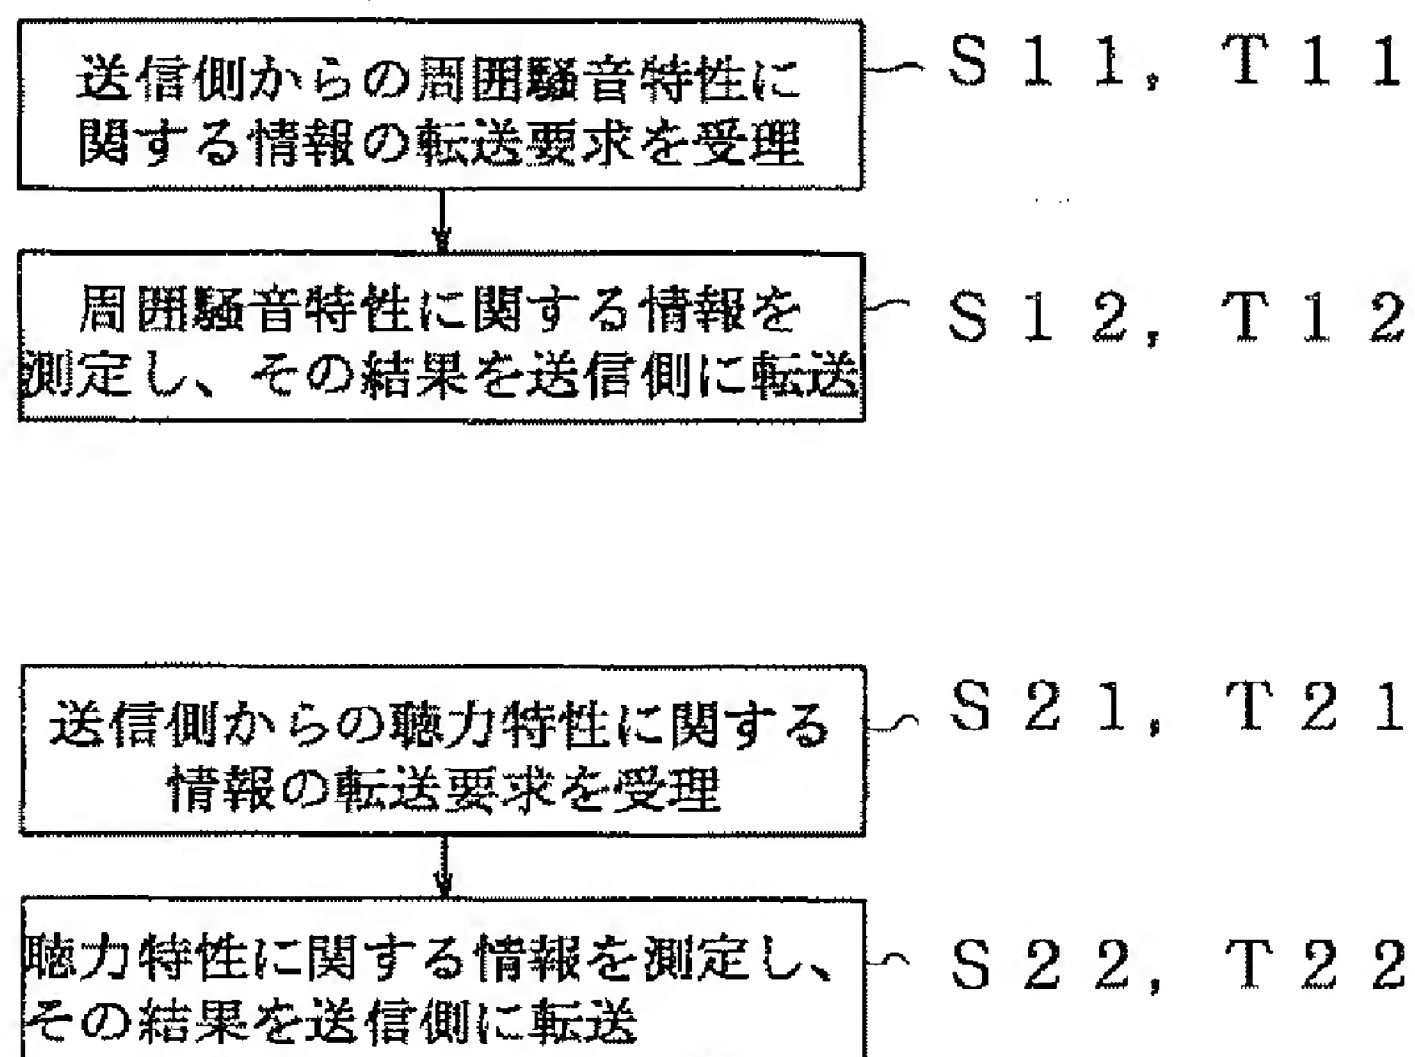 送信側からの周囲騒音特性に
関する情報の転送要求を受理
S11, T11
周囲騒音特性に関する情報を
測定し、その結果を送信側に転送
S12, T12
送信側からの聴力特性に関する
情報の転送要求を受理
S21, T21
聴力特性に関する情報を測定し、
その結果を送信側に転送
S22, T22